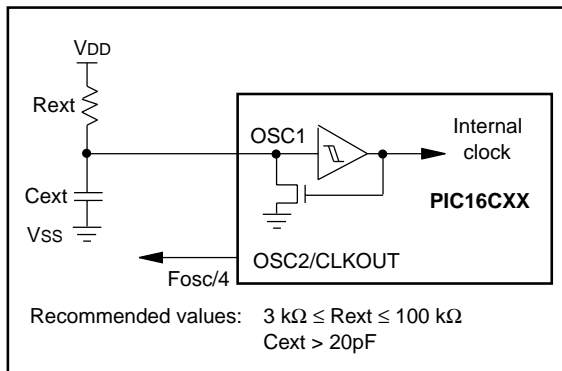 VDD
Rext
OSC1
Internal
clock
Cext
PIC16CXX
VSS
OSC2/CLKOUT
Fosc/4
Recommended values: 3 kΩ ≤ Rext ≤ 100 kΩ
Cext > 20pF